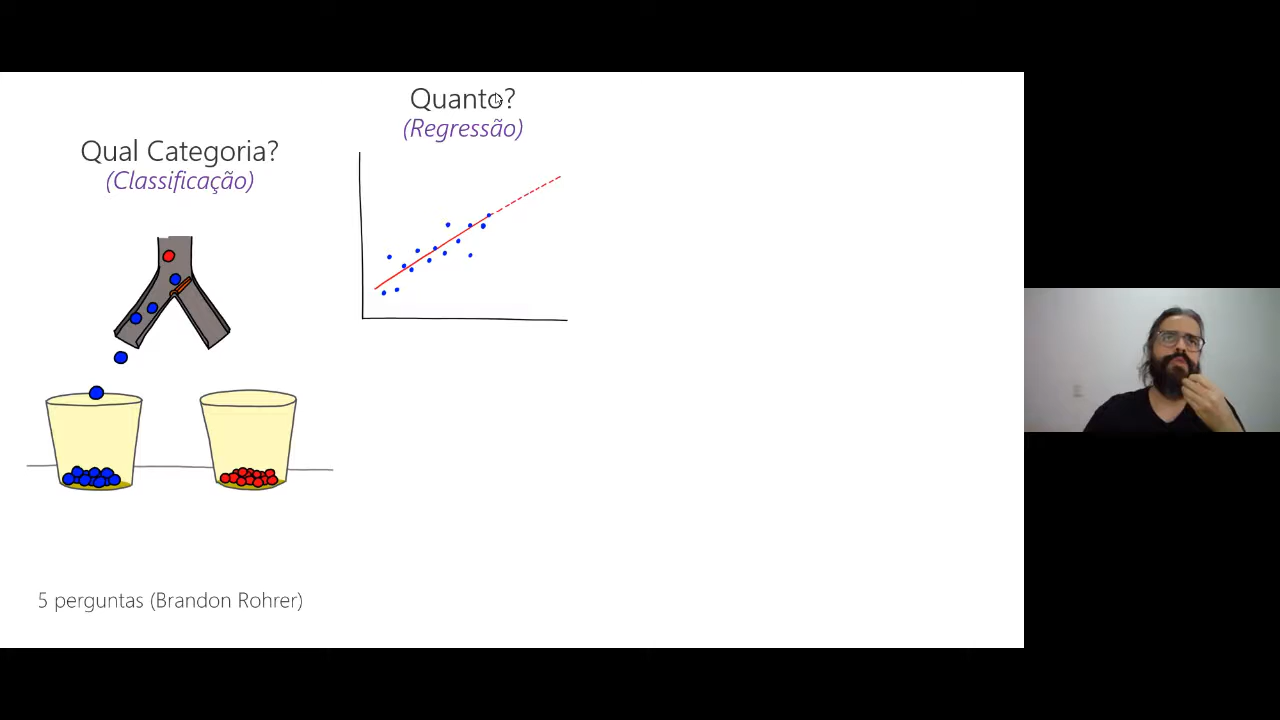 Quanto?
(Regressão)
Qual Categoria?
(Classificação)
5 perguntas (Brandon Rohrer)